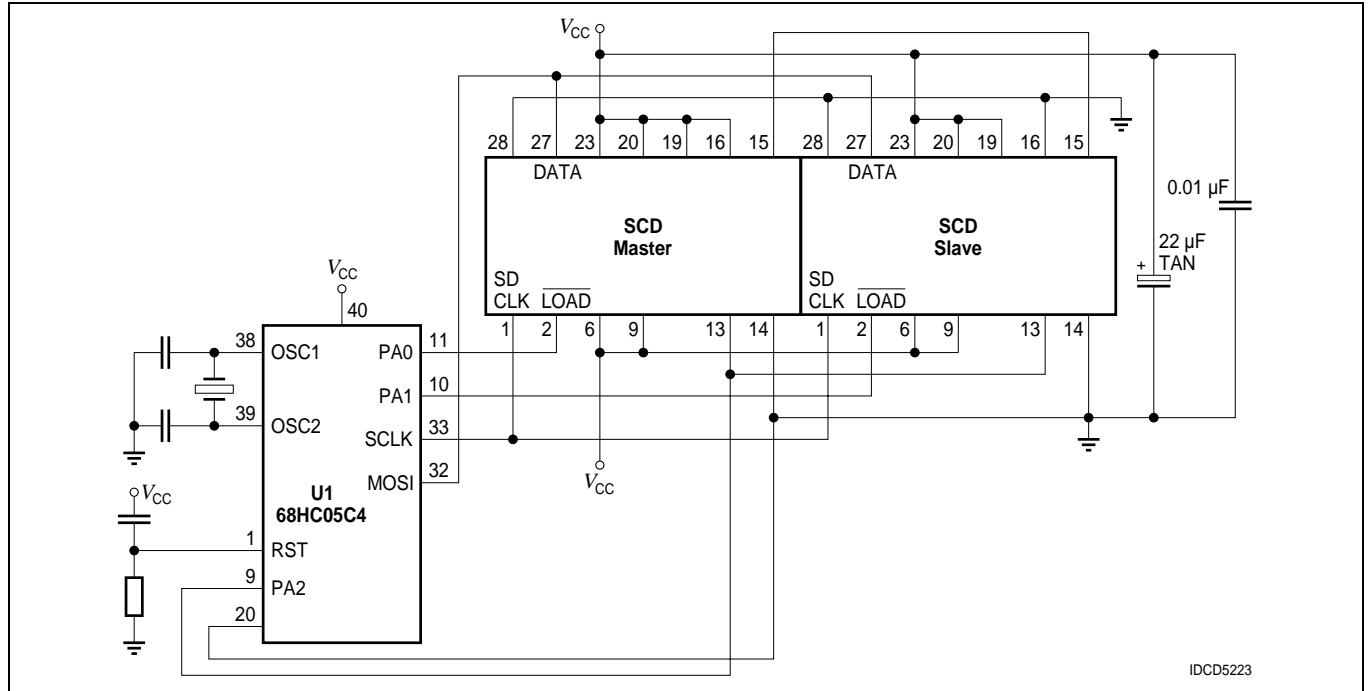 VCC
28 27 23 20 19 16 15 28 27 23 20 19 16 15
DATA DATA
0.01 µF
SCD
Master
SCD
Slave
22 µF
+ TAN
SD
CLK LOAD
SD
CLK LOAD
1 2 6 9 13 14 1 2 6 9 13 14
VCC
40
38 OSC1 PA0 11
PA1 10
39 OSC2
SCLK 33
MOSI 32
VCC
VCC
U1
68HC05C4
1 RST
9 PA2
20
IDCD5223